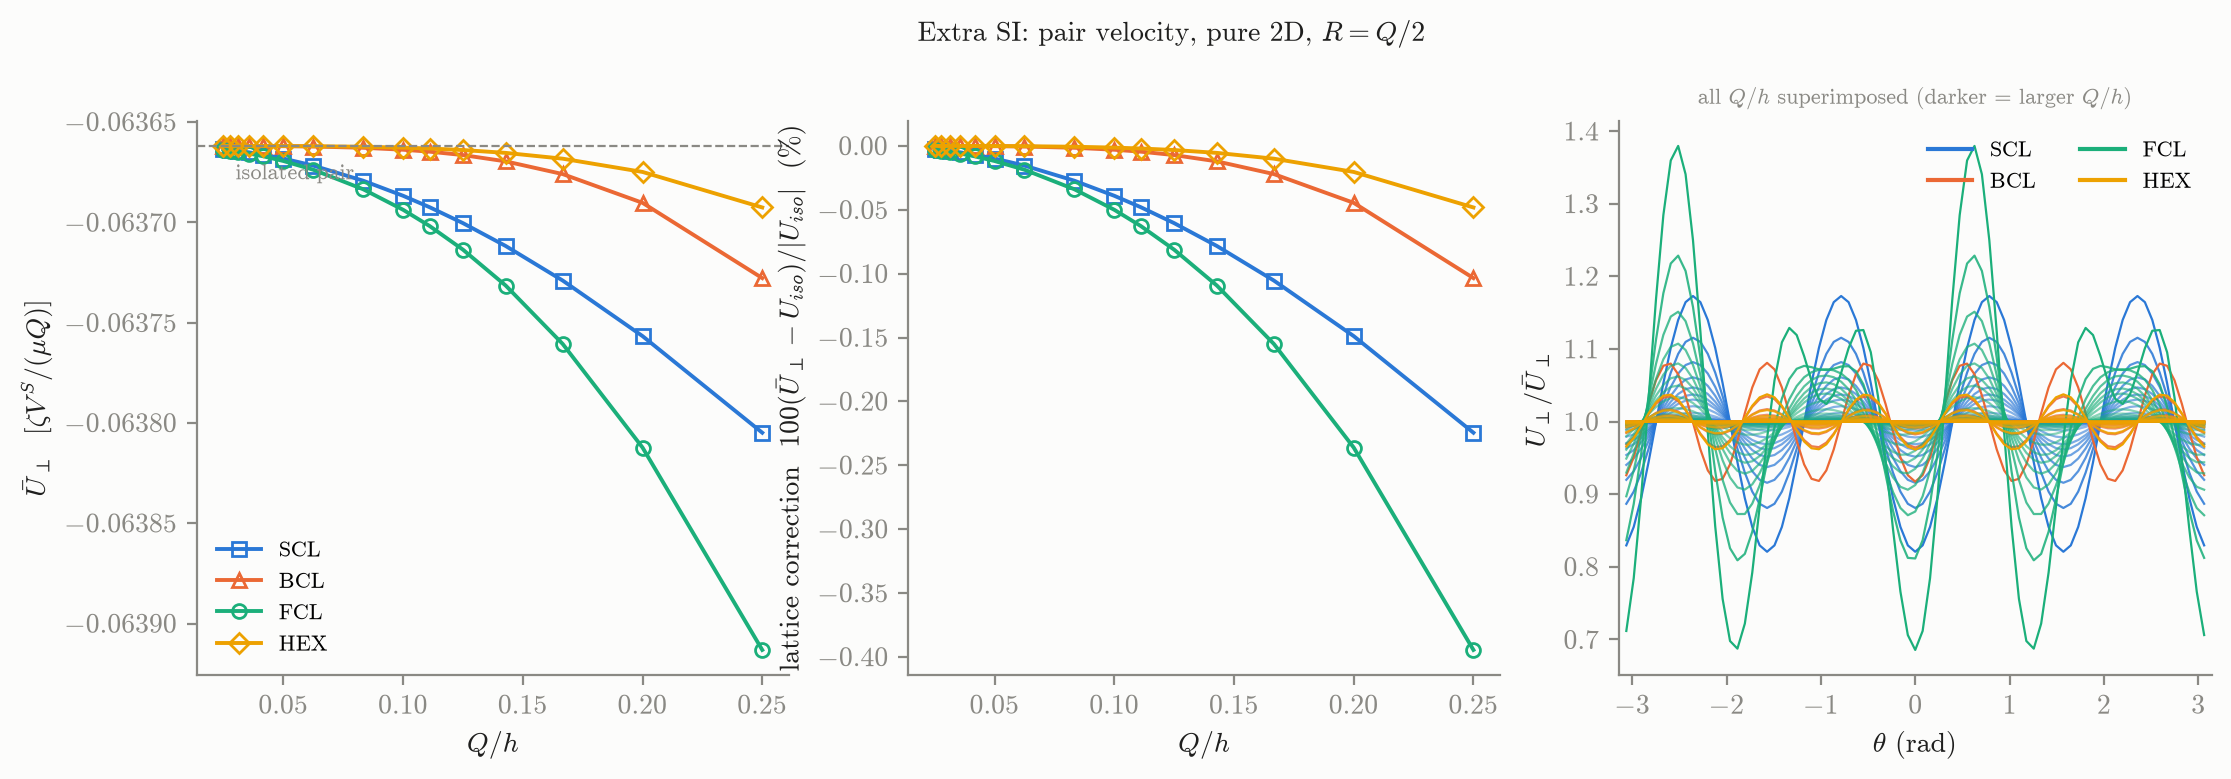 Extra SI: pair velocity, pure 2D, R = Q/2
Ū⊥ [ζV^S/(μQ)]
−0.06365
−0.06370
−0.06375
−0.06380
−0.06385
−0.06390
isolated pair
SCL
BCL
FCL
HEX
0.05
0.10
0.15
0.20
0.25
Q/h
lattice correction 100(Ū⊥ − U_iso)/|U_iso| (%)
0.00
−0.05
−0.10
−0.15
−0.20
−0.25
−0.30
−0.35
−0.40
0.05
0.10
0.15
0.20
0.25
Q/h
all Q/h superimposed (darker = larger Q/h)
U⊥/Ū⊥
1.4
1.3
1.2
1.1
1.0
0.9
0.8
0.7
SCL
BCL
FCL
HEX
−3
−2
−1
0
1
2
3
θ (rad)